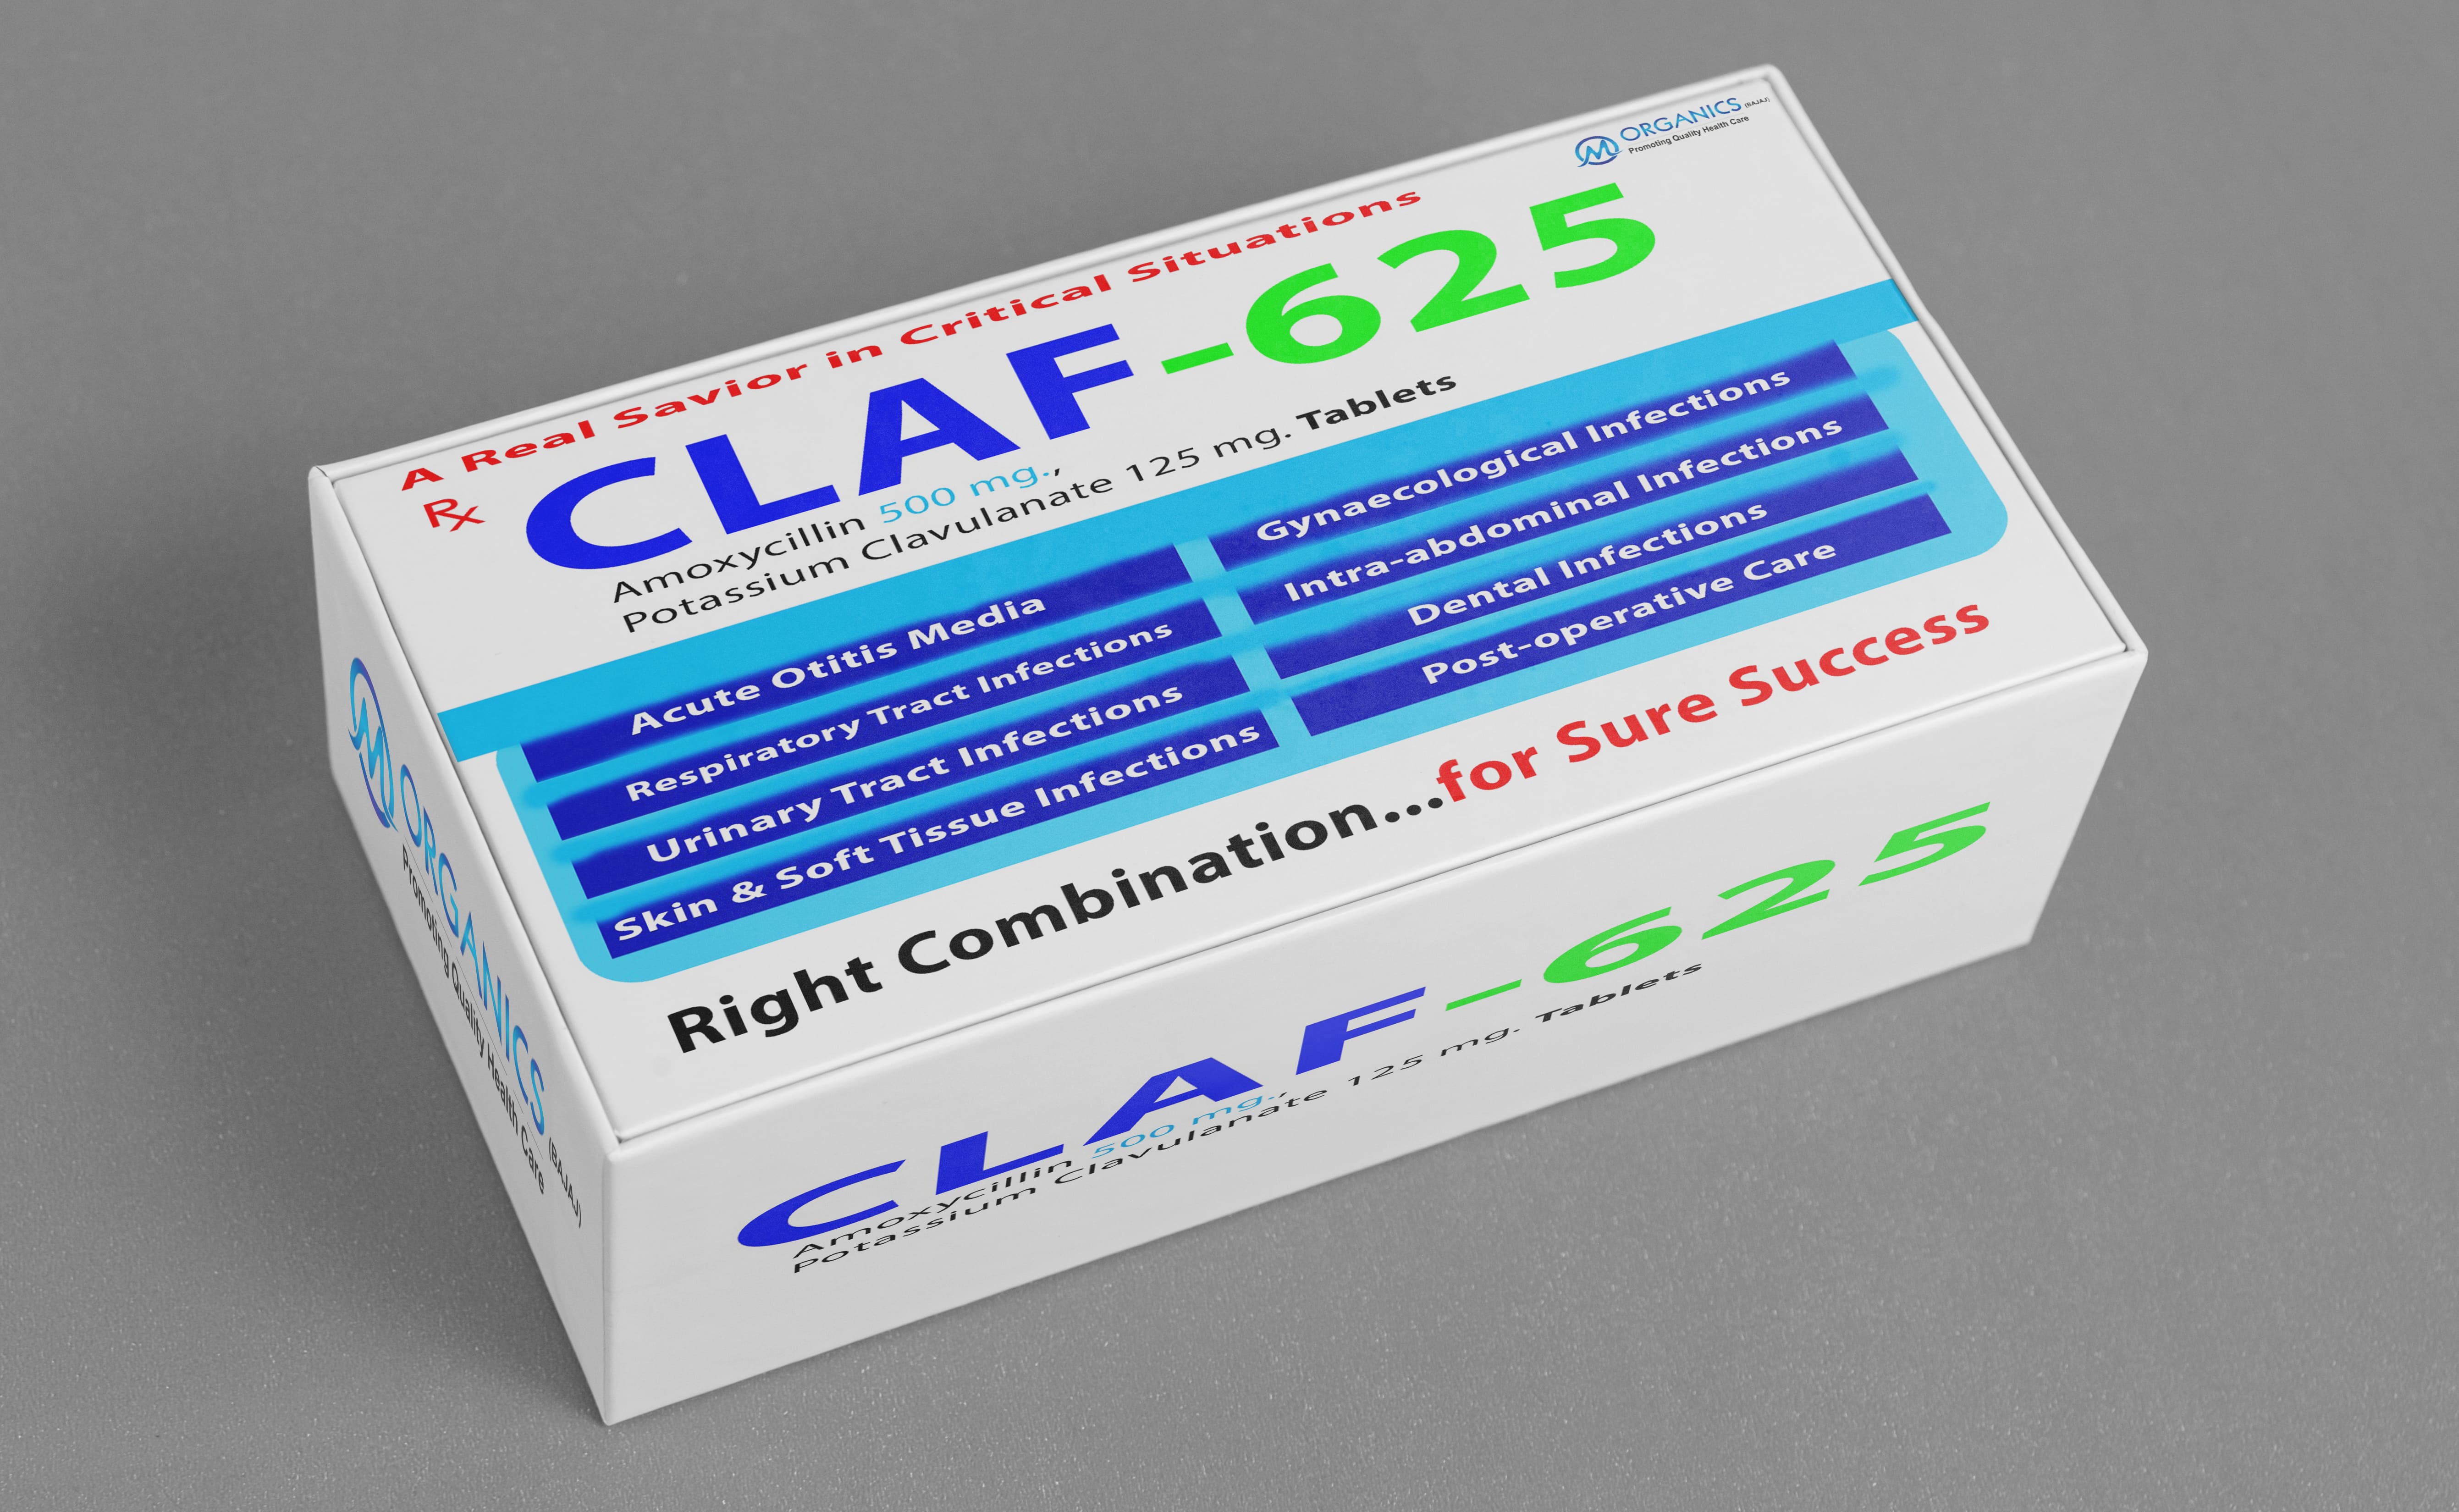 ORGANICS (BAJAJ)
Promoting Quality Health Care
A Real Savior in Critical Situations
Rx
CLAF-625
Amoxycillin 500 mg.,
Potassium Clavulanate 125 mg. Tablets
Acute Otitis Media
Respiratory Tract Infections
Urinary Tract Infections
Skin & Soft Tissue Infections
Gynaecological Infections
Intra-abdominal Infections
Dental Infections
Post-operative Care
Right Combination...for Sure Success
CLAF-625
Amoxycillin 500 mg.,
Potassium Clavulanate 125 mg. Tablets
ORGANICS (BAJAJ)
Promoting Quality Health Care